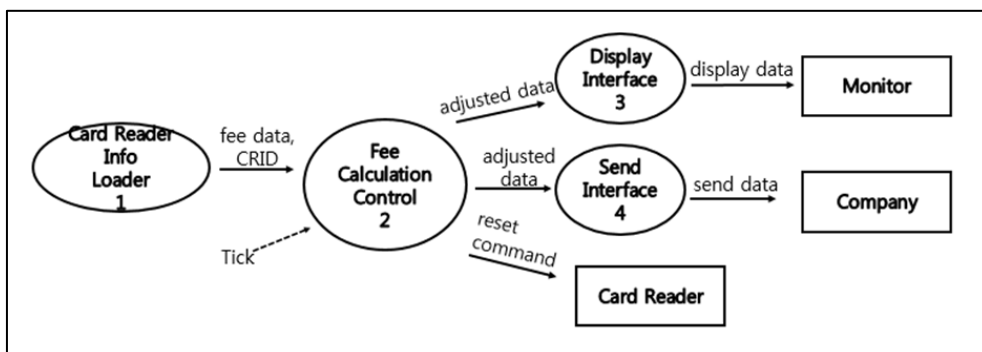 Card Reader
Info
Loader
1
fee data,
CRID
Tick
Fee
Calculation
Control
2
adjusted data
Display
Interface
3
display data
Monitor
adjusted
data
Send
Interface
4
send data
Company
reset
command
Card Reader